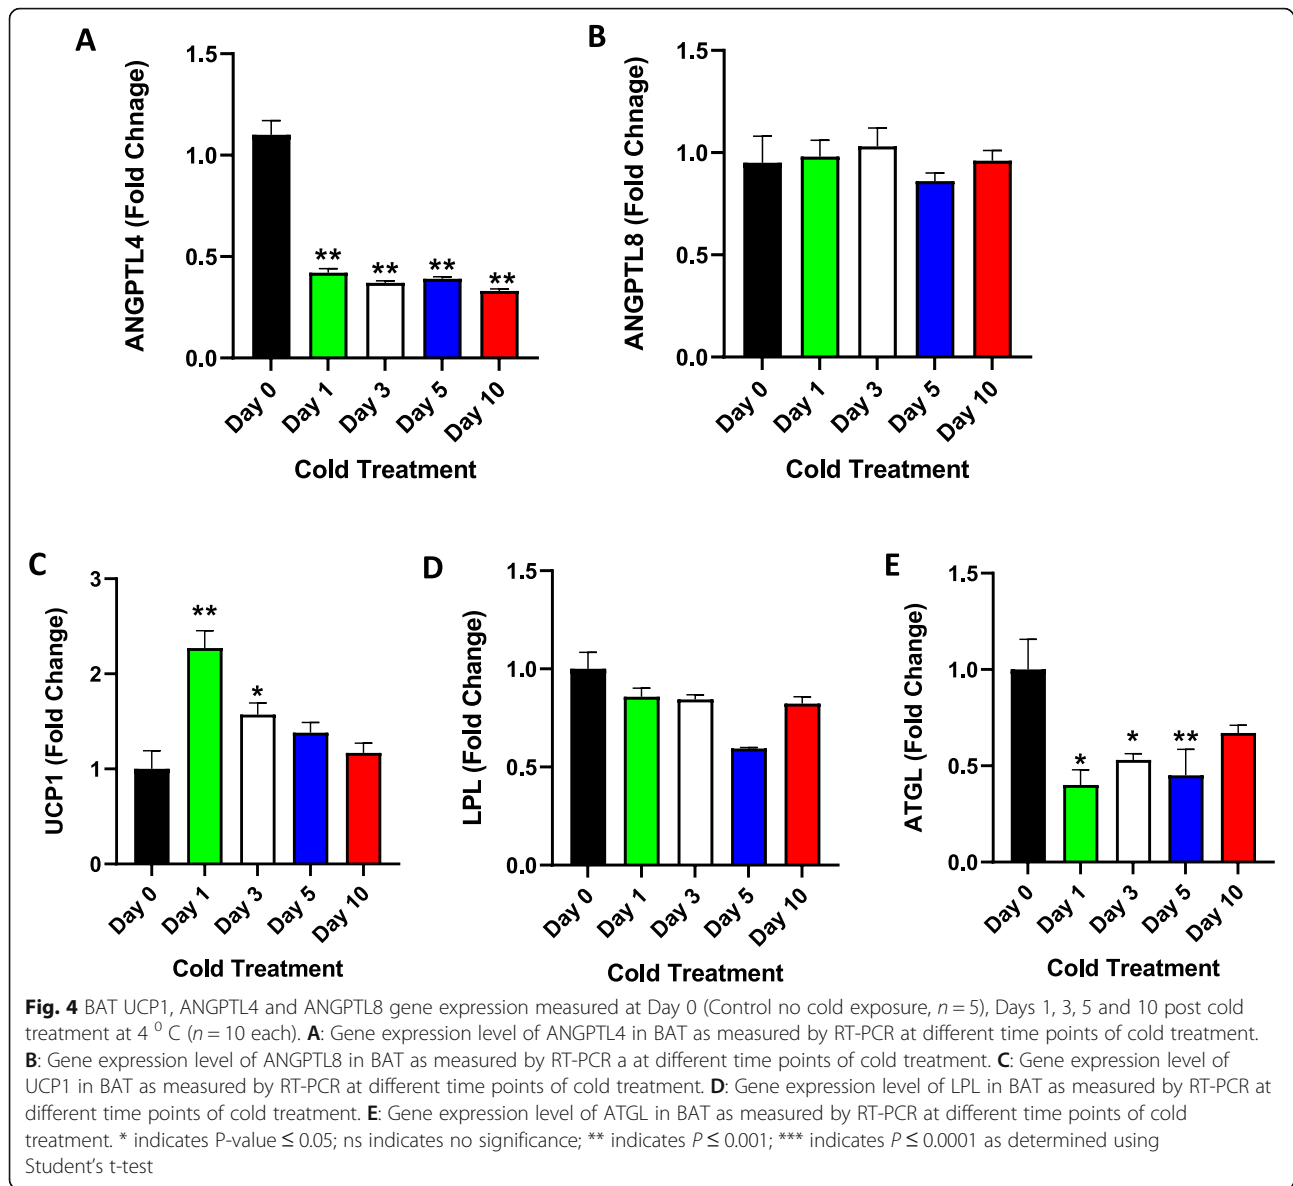 A
1.5
1.0
0.5
0.0
ANGPTL4 (Fold Chnage)
**
**
**
**
Day 0
Day 1
Day 3
Day 5
Day 10
Cold Treatment
B
1.5
1.0
0.5
0.0
ANGPTL8 (Fold Chnage)
Day 0
Day 1
Day 3
Day 5
Day 10
Cold Treatment
C
3
2
1
0
UCP1 (Fold Change)
**
*
Day 0
Day 1
Day 3
Day 5
Day 10
Cold Treatment
D
1.5
1.0
0.5
0.0
LPL (Fold Change)
Day 0
Day 1
Day 3
Day 5
Day 10
Cold Treatment
E
1.5
1.0
0.5
0.0
ATGL (Fold Change)
*
*
**
Day 0
Day 1
Day 3
Day 5
Day 10
Cold Treatment
Fig. 4 BAT UCP1, ANGPTL4 and ANGPTL8 gene expression measured at Day 0 (Control no cold exposure, n = 5), Days 1, 3, 5 and 10 post cold
treatment at 4 ⁰ C (n = 10 each). A: Gene expression level of ANGPTL4 in BAT as measured by RT-PCR at different time points of cold treatment.
B: Gene expression level of ANGPTL8 in BAT as measured by RT-PCR a at different time points of cold treatment. C: Gene expression level of
UCP1 in BAT as measured by RT-PCR at different time points of cold treatment. D: Gene expression level of LPL in BAT as measured by RT-PCR at
different time points of cold treatment. E: Gene expression level of ATGL in BAT as measured by RT-PCR at different time points of cold
treatment. * indicates P-value ≤ 0.05; ns indicates no significance; ** indicates P ≤ 0.001; *** indicates P ≤ 0.0001 as determined using
Student's t-test